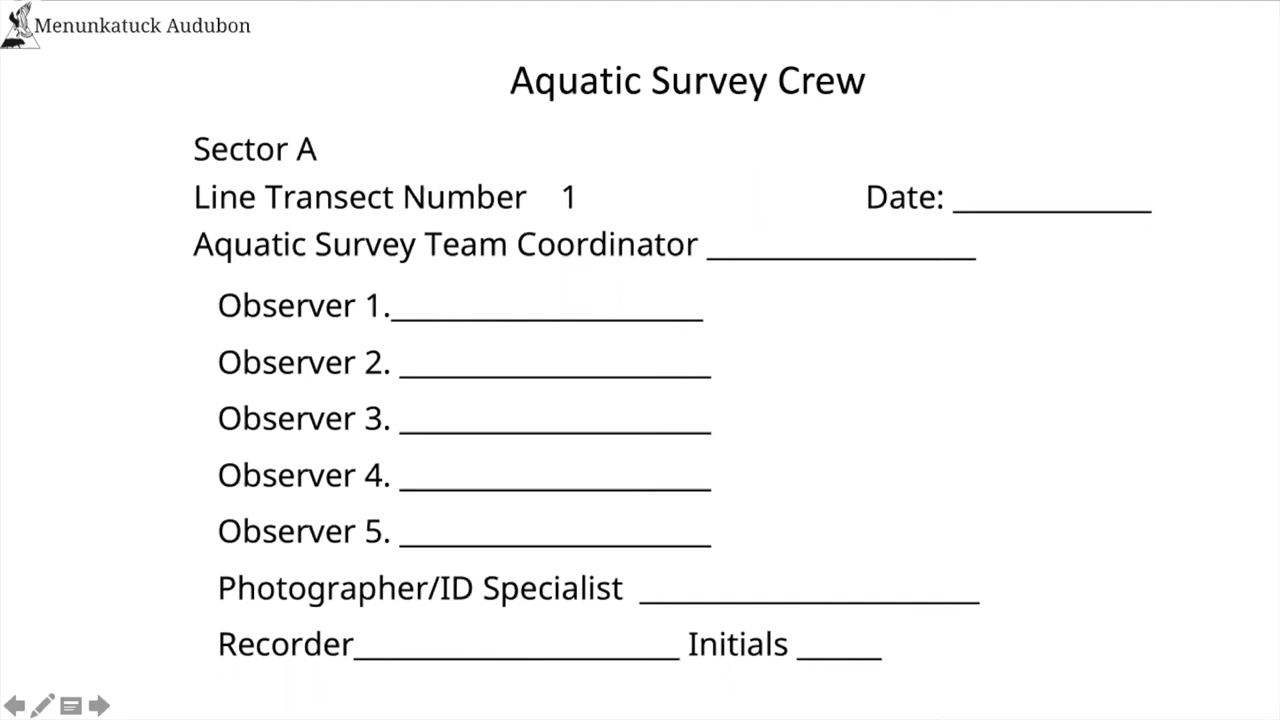 Menunkatuck Audubon
Aquatic Survey Crew
Sector A
Line Transect Number 1 Date: ______________
Aquatic Survey Team Coordinator ___________________
Observer 1.______________________
Observer 2. ______________________
Observer 3. ______________________
Observer 4. ______________________
Observer 5. ______________________
Photographer/ID Specialist ________________________
Recorder_______________________ Initials ______